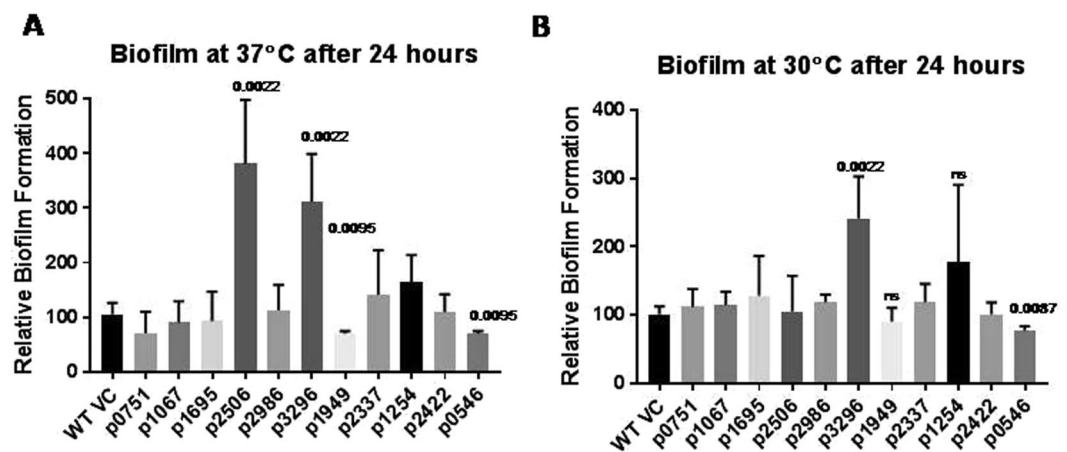 A
Biofilm at 37°C after 24 hours
Relative Biofilm Formation
500
400
300
200
100
0
0.0022
0.0022
0.0095
0.0095
WT VC
p0751
p1067
p1695
p2506
p2986
p3296
p1949
p2337
p1254
p2422
p0546
B
Biofilm at 30°C after 24 hours
Relative Biofilm Formation
400
300
200
100
0
0.0022
ns
ns
0.0087
WT VC
p0751
p1067
p1695
p2506
p2986
p3296
p1949
p2337
p1254
p2422
p0546